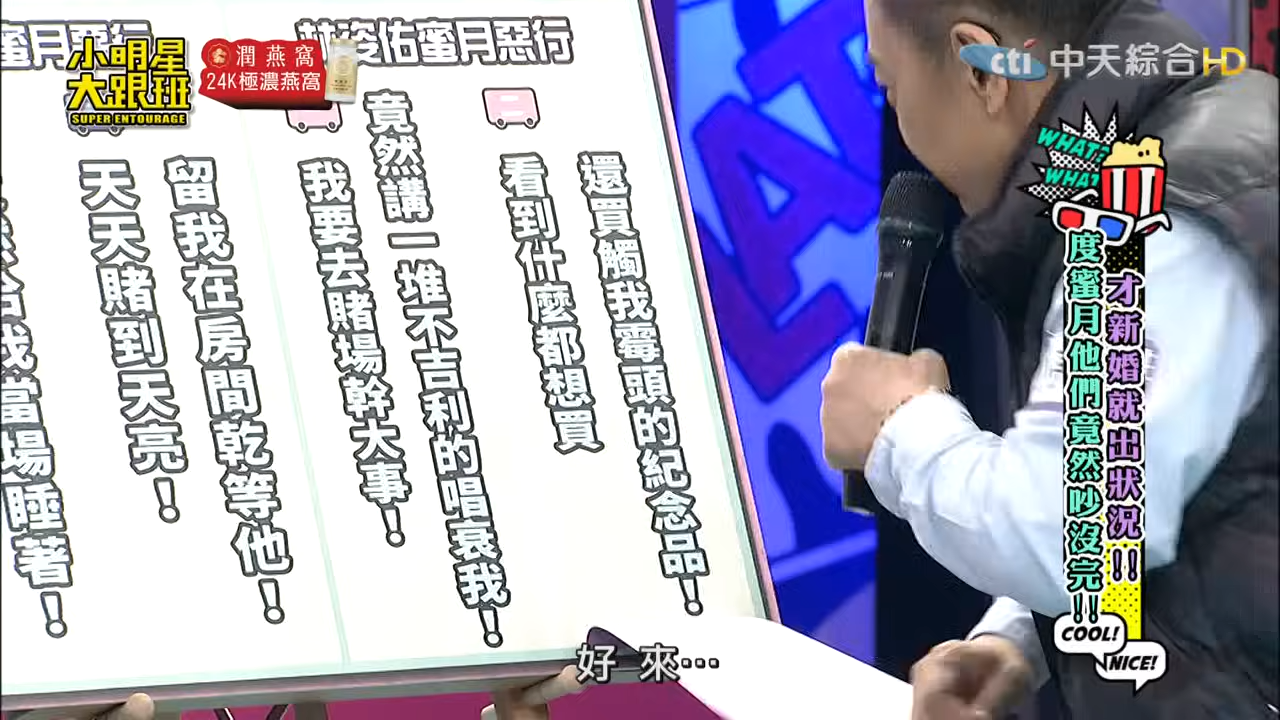 小明星
大跟班
SUPER ENTOURAGE
潤燕窩
24K極濃燕窩
cti 中天綜合HD
蜜月惡行
林姿佑蜜月惡行
看到什麼都想買
還買觸我霉頭的紀念品！
我要去賭場幹大事！
竟然講一堆不吉利的唱衰我！
天天賭到天亮！
留我在房間乾等他！
當場睡著！
WHAT?
WHAT?
才新婚就出狀況！！
度蜜月他們竟然吵沒完！！
COOL!
NICE!
好 來…